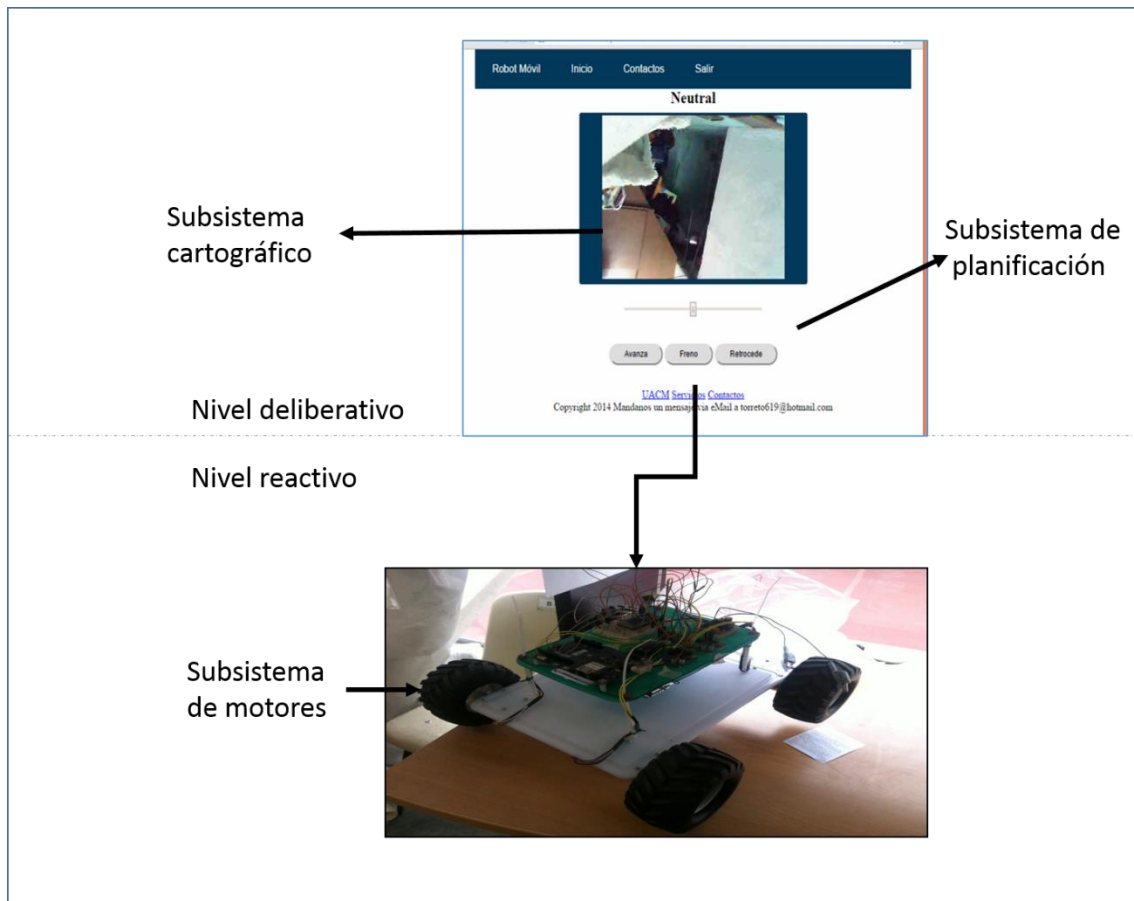 Robot Móvil Inicio Contactos Salir
Neutral
Subsistema
cartográfico
Subsistema de
planificación
Avanza Freno Retrocede
UACM Servicios Contactos
Copyright 2014 Mandanos un mensaje via eMail a torreto619@hotmail.com
Nivel deliberativo
Nivel reactivo
Subsistema
de motores